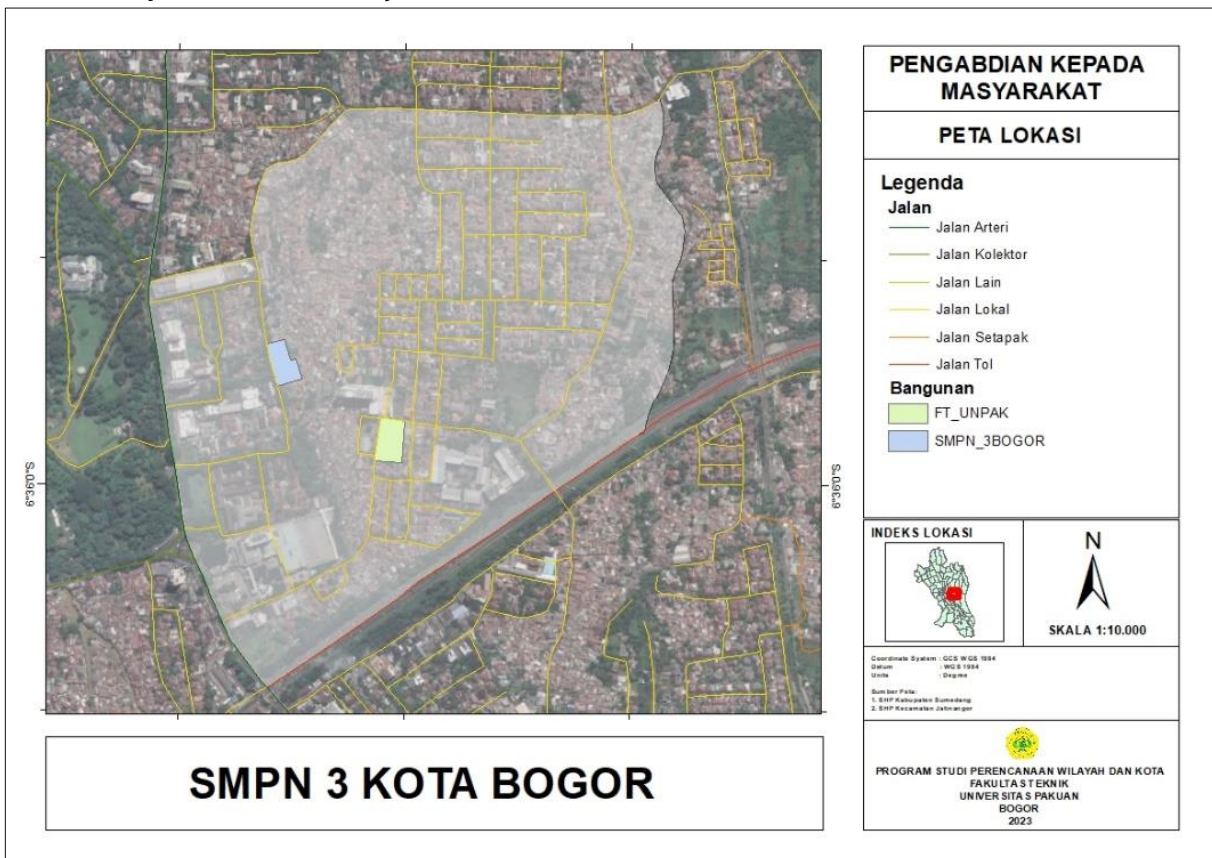 PENGABDIAN KEPADA
MASYARAKAT
PETA LOKASI
Legenda
Jalan
Jalan Arteri
Jalan Kolektor
Jalan Lain
Jalan Lokal
Jalan Setapak
Jalan Tol
Bangunan
FT_UNPAK
SMPN_3BOGOR
6°36'0"S
6°36'0"S
INDEKS LOKASI
N
SKALA 1:10.000
Coordinate System : GCS WGS 1984
Datum : WGS 1984
Units : Degree
Sumber Peta:
1. SHP Kabupaten Sumedang
2. SHP Kecamatan Jatinangor
PROGRAM STUDI PERENCANAAN WILAYAH DAN KOTA
FAKULTAS TEKNIK
UNIVERSITAS PAKUAN
BOGOR
2023
SMPN 3 KOTA BOGOR